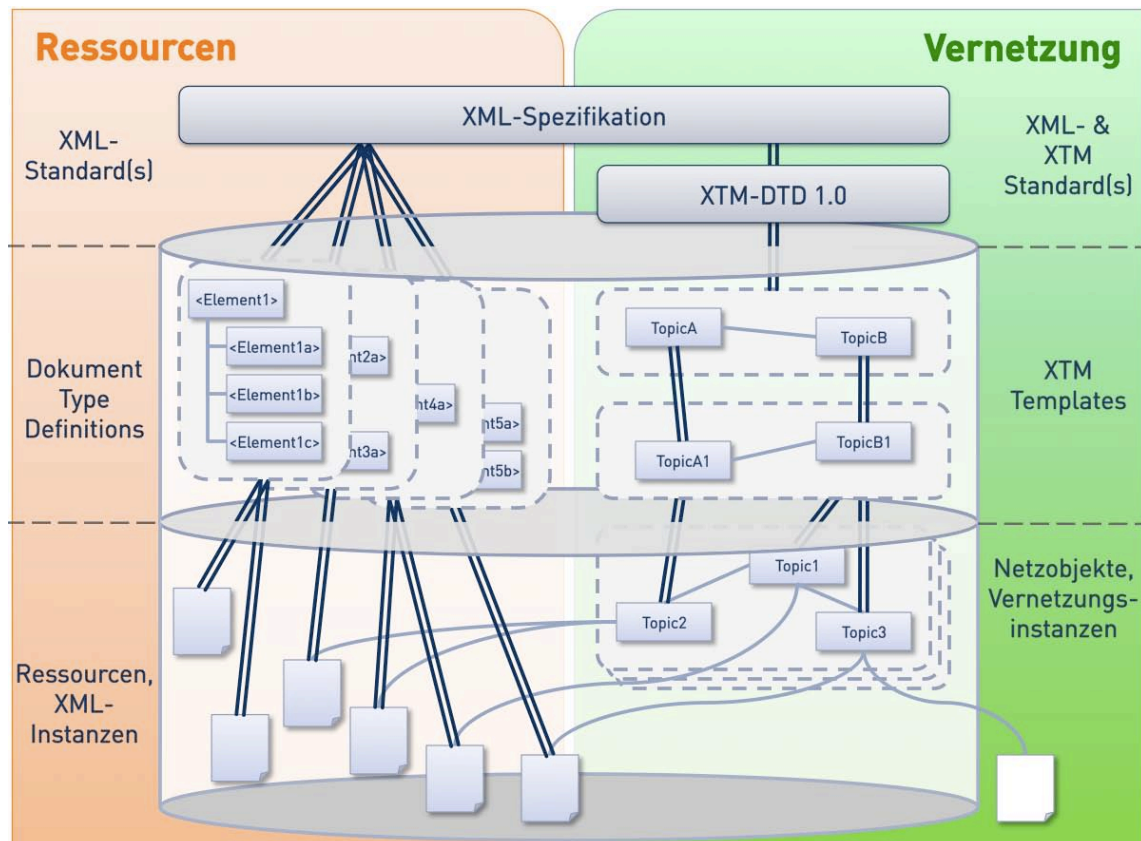 Ressourcen
Vernetzung
XML-Spezifikation
XML-
Standard(s)
XML- &
XTM
Standard(s)
XTM-DTD 1.0
<Element1>
<Element1a>
<Element1b>
<Element1c>
nt2a>
nt3a>
nt4a>
nt5a>
nt5b>
TopicA
TopicB
TopicA1
TopicB1
Dokument
Type
Definitions
XTM
Templates
Topic1
Topic2
Topic3
Netzobjekte,
Vernetzungs-
instanzen
Ressourcen,
XML-
Instanzen